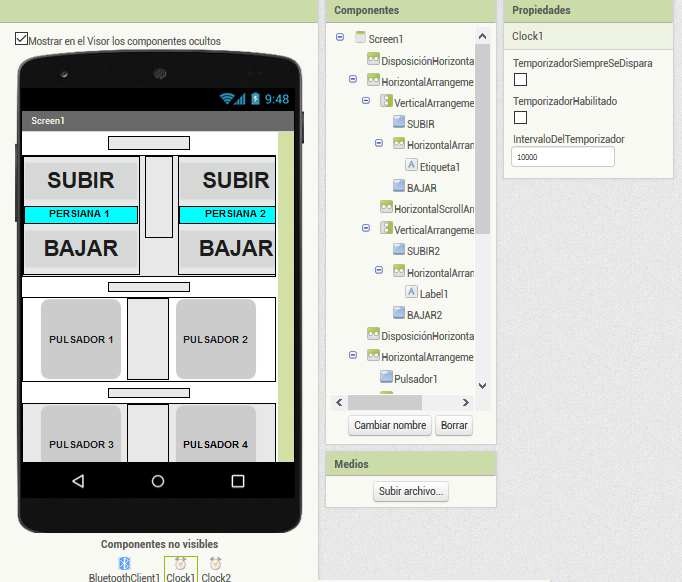 Mostrar en el Visor los componentes ocultos
9:48
Screen1
SUBIR
SUBIR
PERSIANA 1
PERSIANA 2
BAJAR
BAJAR
PULSADOR 1
PULSADOR 2
PULSADOR 3
PULSADOR 4
Componentes no visibles
BluetoothClient1
Clock1
Clock2
Componentes
Screen1
DisposiciónHorizonta
HorizontalArrangeme
VerticalArrangeme
SUBIR
HorizontalArran
Etiqueta1
BAJAR
HorizontalScrollAr
VerticalArrangeme
SUBIR2
HorizontalArran
Label1
BAJAR2
DisposiciónHorizonta
HorizontalArrangeme
Pulsador1
Cambiar nombre
Borrar
Medios
Subir archivo...
Propiedades
Clock1
TemporizadorSiempreSeDispara
TemporizadorHabilitado
IntervaloDelTemporizador
10000